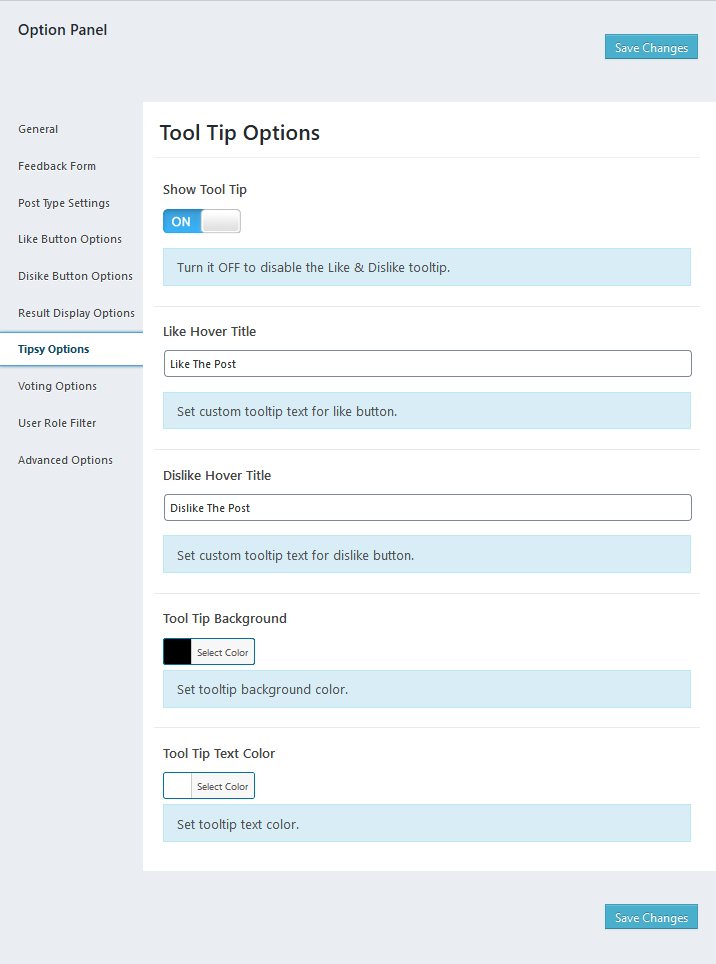 Option Panel
Save Changes
General
Feedback Form
Post Type Settings
Like Button Options
Disike Button Options
Result Display Options
Tipsy Options
Voting Options
User Role Filter
Advanced Options
Tool Tip Options
Show Tool Tip
ON
Turn it OFF to disable the Like & Dislike tooltip.
Like Hover Title
Like The Post
Set custom tooltip text for like button.
Dislike Hover Title
Dislike The Post
Set custom tooltip text for dislike button.
Tool Tip Background
Select Color
Set tooltip background color.
Tool Tip Text Color
Select Color
Set tooltip text color.
Save Changes